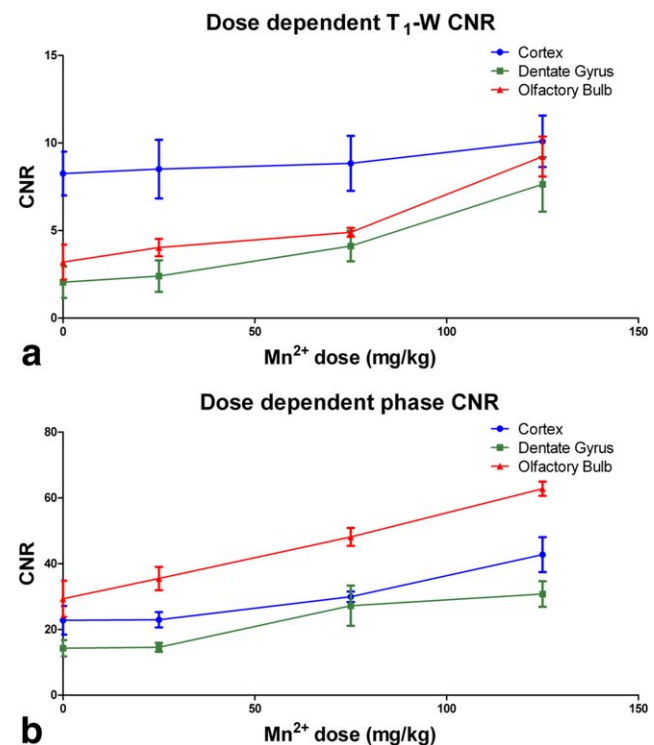 Dose dependent T₁-W CNR
15
10
5
0
CNR
Cortex
Dentate Gyrus
Olfactory Bulb
0 50 100 150
Mn²⁺ dose (mg/kg)
a
Dose dependent phase CNR
80
60
40
20
0
CNR
Cortex
Dentate Gyrus
Olfactory Bulb
0 50 100 150
Mn²⁺ dose (mg/kg)
b